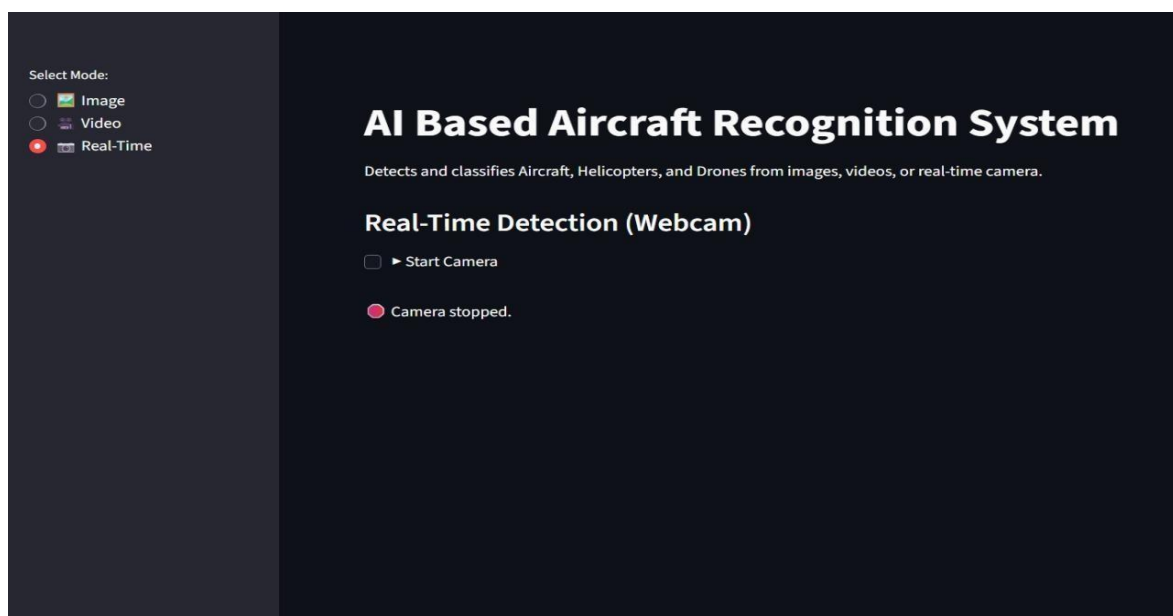 Select Mode:
Image
Video
Real-Time
AI Based Aircraft Recognition System
Detects and classifies Aircraft, Helicopters, and Drones from images, videos, or real-time camera.
Real-Time Detection (Webcam)
Start Camera
Camera stopped.